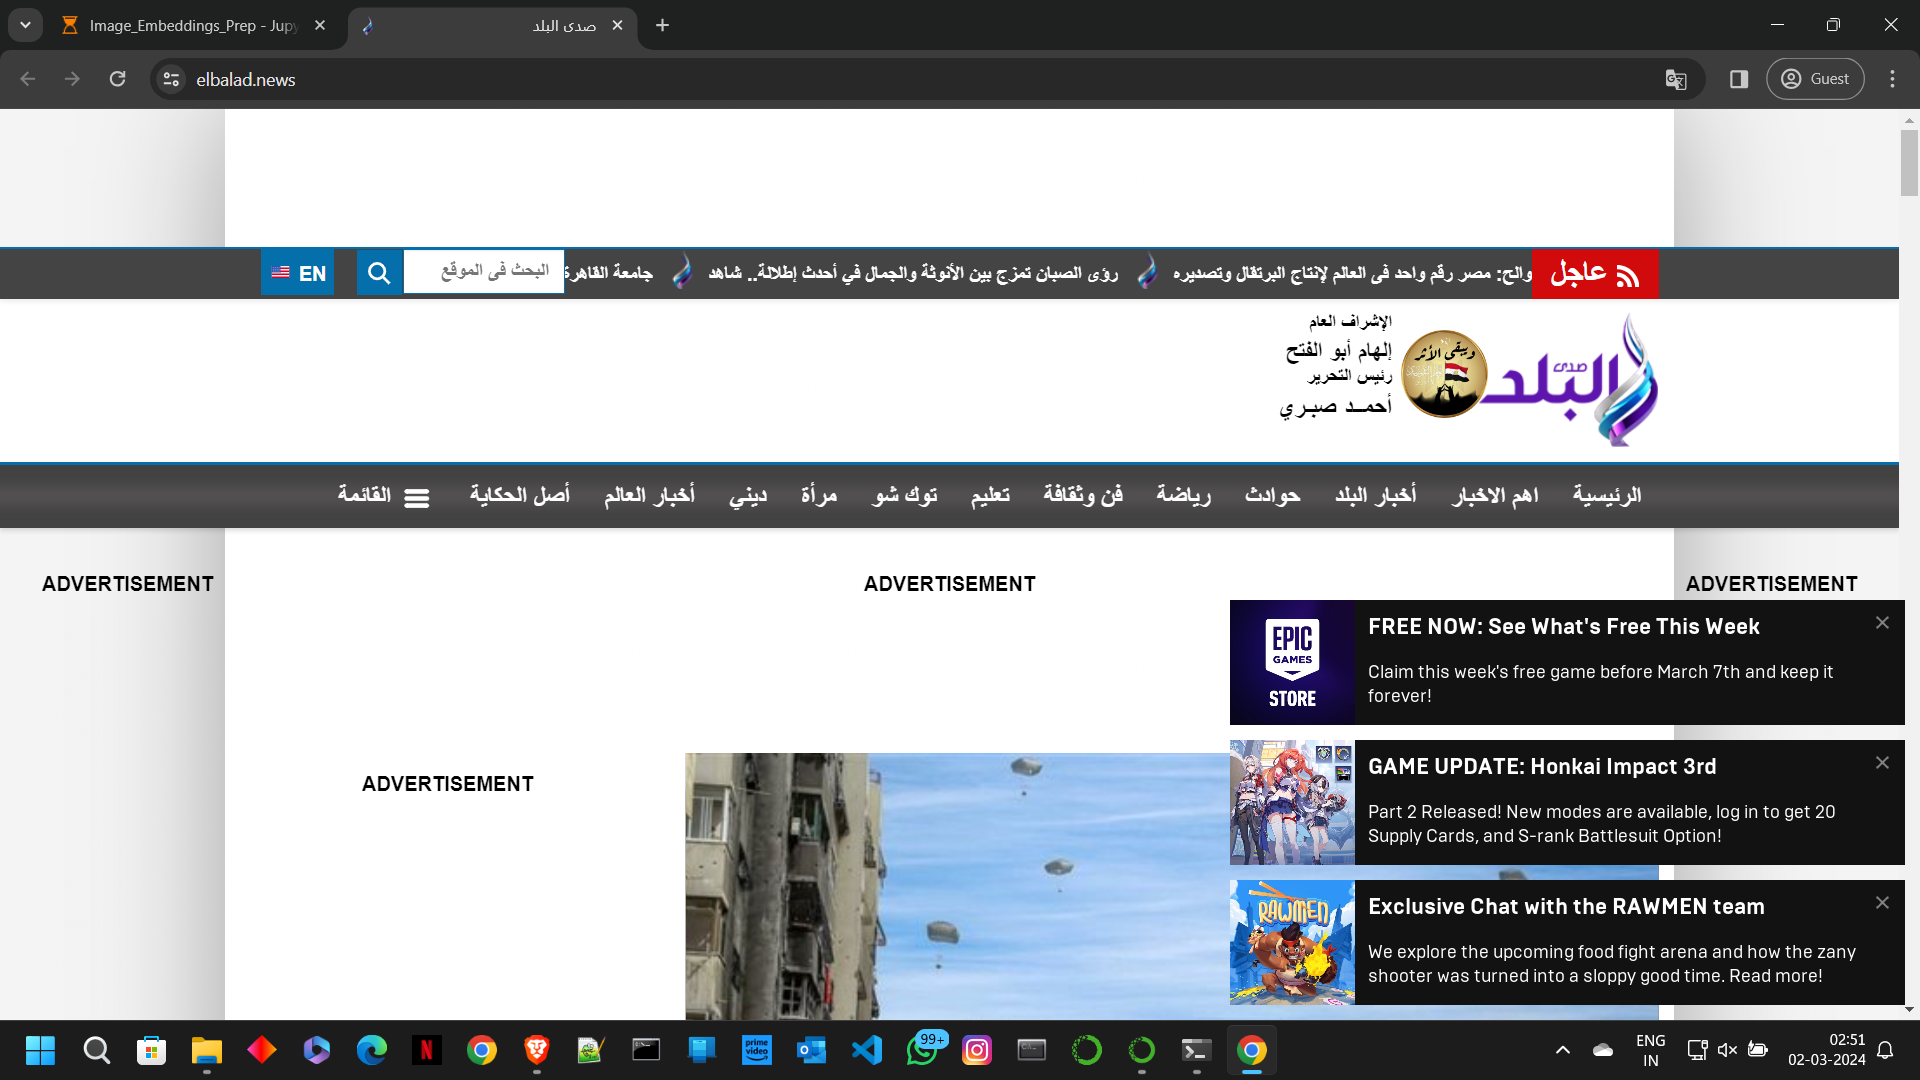 Image_Embeddings_Prep - Jupy
صدى البلد
elbalad.news
Guest
EN
البحث فى الموقع
عاجل
والح: مصر رقم واحد فى العالم لإنتاج البرتقال وتصديره
رؤى الصبان تمزج بين الأنوثة والجمال في أحدث إطلالة.. شاهد
جامعة القاهرة
صدى البلد
ويبقى الأثر
الإشراف العام
إلهام أبو الفتح
رئيس التحرير
أحمـد صبـري
الرئيسية
اهم الاخبار
أخبار البلد
حوادث
رياضة
فن وثقافة
تعليم
توك شو
مرأة
ديني
أخبار العالم
أصل الحكاية
القائمة
ADVERTISEMENT
ADVERTISEMENT
ADVERTISEMENT
ADVERTISEMENT
EPIC
GAMES
STORE
FREE NOW: See What's Free This Week
Claim this week's free game before March 7th and keep it
forever!
GAME UPDATE: Honkai Impact 3rd
Part 2 Released! New modes are available, log in to get 20
Supply Cards, and S-rank Battlesuit Option!
RAWMEN
Exclusive Chat with the RAWMEN team
We explore the upcoming food fight arena and how the zany
shooter was turned into a sloppy good time. Read more!
prime
video
99+
ENG
IN
02:51
02-03-2024